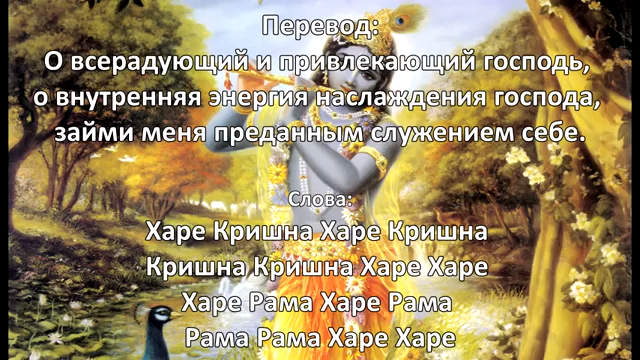 Перевод:
О всерадующий и привлекающий господь,
о внутренняя энергия наслаждения господа,
займи меня преданным служением себе.
Слова:
Харе Кришна Харе Кришна
Кришна Кришна Харе Харе
Харе Рама Харе Рама
Рама Рама Харе Харе